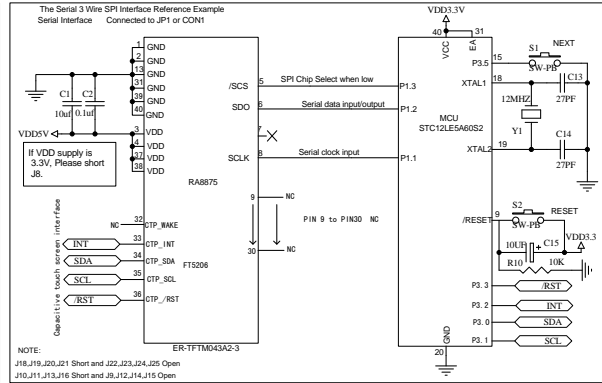 The Serial 3 Wire SPI Interface Reference Example
Serial Interface Connected to JP1 or CON1
VDD3.3V
1 GND
2 GND
13 GND
31 GND
39 GND
40 GND
C1 C2
10uf 0.1uf
VDD5V
3 VDD
4 VDD
37 VDD
38 VDD
If VDD supply is
3.3V, Please short
J8.
/SCS 5 SPI Chip Select when low P1.3
SDO 6 Serial data input/output P1.2
7
SCLK 8 Serial clock input P1.1
RA8875
9 NC
PIN 9 to PIN30 NC
30 NC
40 31
VCC EA
P3.5 15 S1 NEXT
SW-PB
XTAL1 18 C13
12MHZ 27PF
MCU
STC12LE5A60S2
Y1 C14
XTAL2 19
27PF
S2
/RESET 9 RESET
SW-PB
10UF C15 VDD3.3
R10 10K
P3.3 /RST
P3.2 INT
P3.0 SDA
P3.1 SCL
GND
20
Capacitive touch screen interface
NC 32 CTP_WAKE
INT 33 CTP_INT
SDA 34 CTP_SDA
SCL 35 CTP_SCL
/RST 36 CTP_/RST
FT5206
ER-TFTM043A2-3
NOTE:
J18,J19,J20,J21 Short and J22,J23,J24,J25 Open
J10,J11,J13,J16 Short and J9,J12,J14,J15 Open